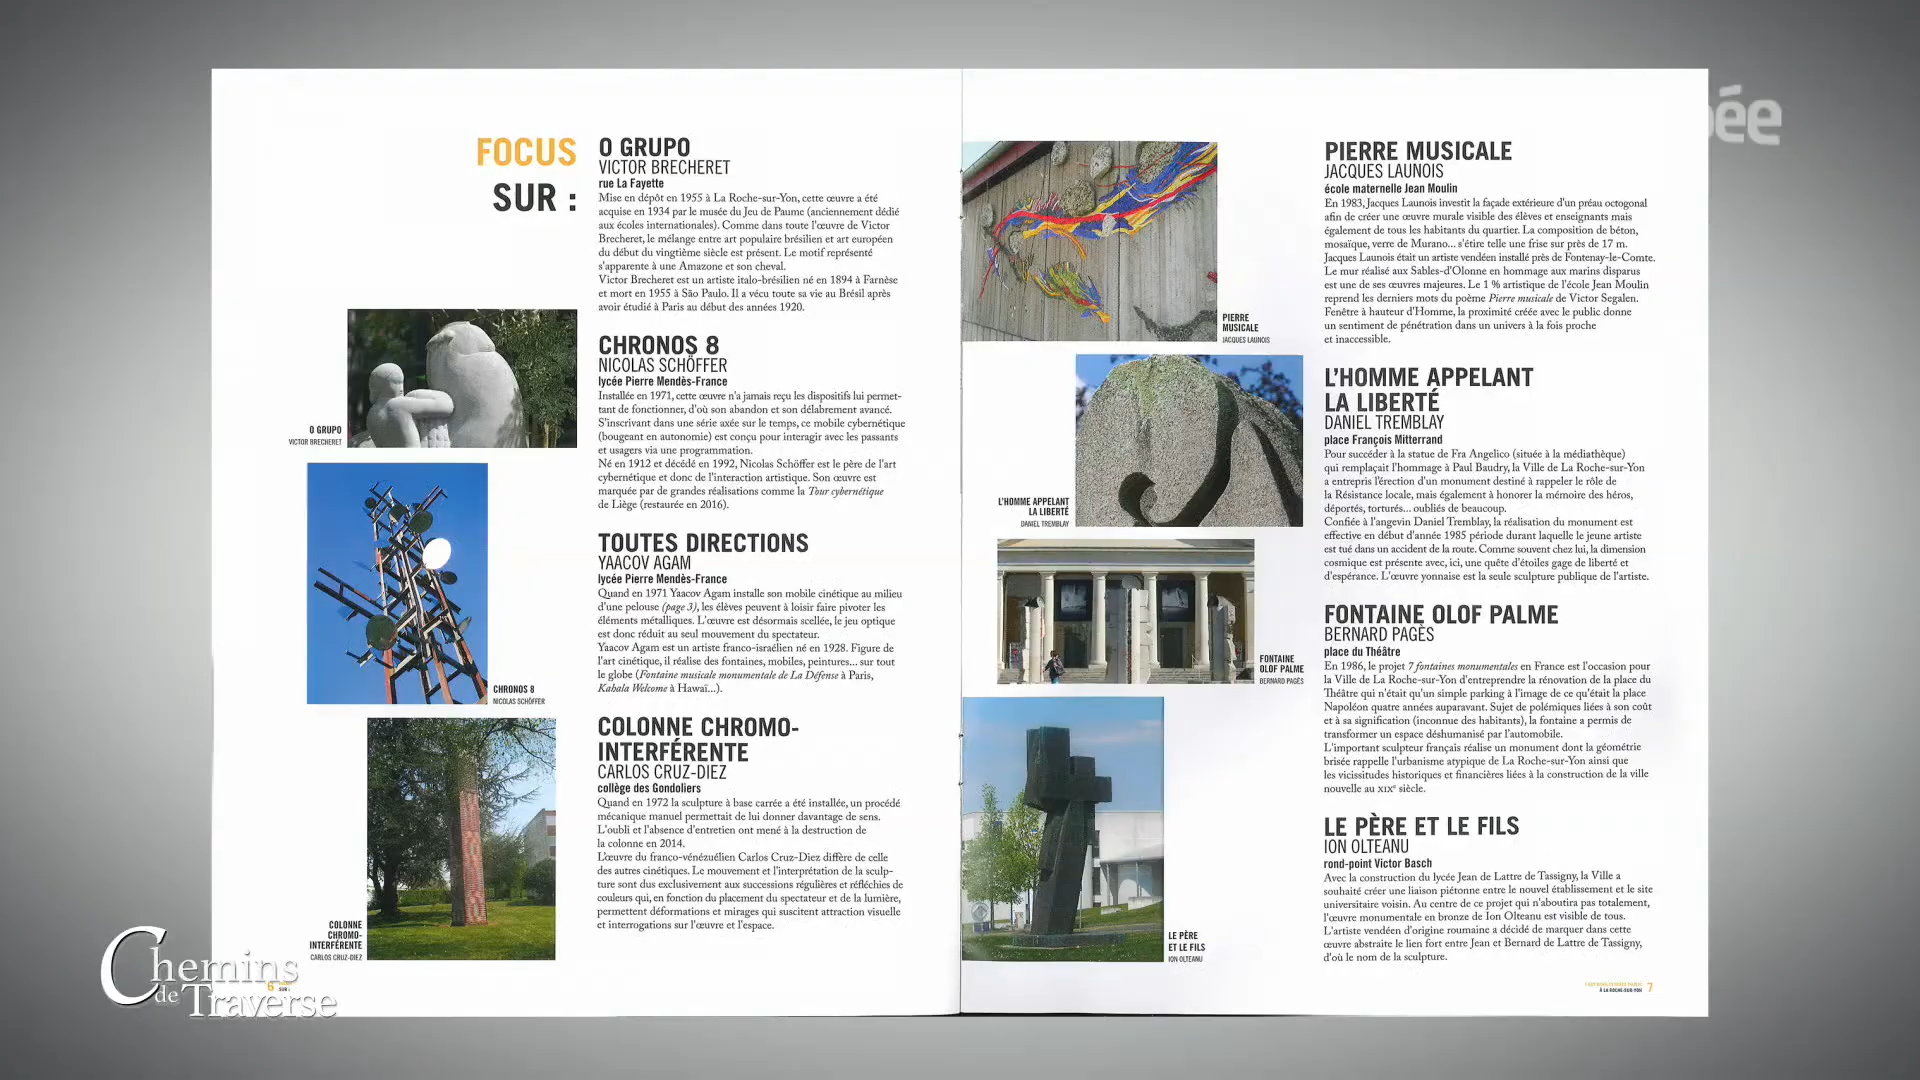 FOCUS
SUR :
O GRUPO
VICTOR BRECHERET
rue La Fayette
Mise en dépôt en 1955 à La Roche-sur-Yon, cette œuvre a été
acquise en 1934 par le musée du Jeu de Paume (anciennement dédié
aux écoles internationales). Comme dans toute l'œuvre de Victor
Brecheret, le mélange entre art populaire brésilien et art européen
du début du vingtième siècle est présent. Le motif représenté
s'apparente à une Amazone et son cheval.
Victor Brecheret est un artiste italo-brésilien né en 1894 à Farnèse
et mort en 1955 à São Paulo. Il a vécu toute sa vie au Brésil après
avoir étudié à Paris au début des années 1920.
O GRUPO
VICTOR BRECHERET
CHRONOS 8
NICOLAS SCHÖFFER
lycée Pierre Mendès-France
Installée en 1971, cette œuvre n'a jamais reçu les dispositifs lui permet-
tant de fonctionner, d'où son abandon et son délabrement avancé.
S'inscrivant dans une série axée sur le temps, ce mobile cybernétique
(bougeant en autonomie) est conçu pour interagir avec les passants
et usagers via une programmation.
Né en 1912 et décédé en 1992, Nicolas Schöffer est le père de l'art
cybernétique et donc de l'interaction artistique. Son œuvre est
marquée par de grandes réalisations comme la Tour cybernétique
de Liège (restaurée en 2016).
CHRONOS 8
NICOLAS SCHÖFFER
TOUTES DIRECTIONS
YAACOV AGAM
lycée Pierre Mendès-France
Quand en 1971 Yaacov Agam installe son mobile cinétique au milieu
d'une pelouse (page 3), les élèves peuvent à loisir faire pivoter les
éléments métalliques. L'œuvre est désormais scellée, le jeu optique
est donc réduit au seul mouvement du spectateur.
Yaacov Agam est un artiste franco-israélien né en 1928. Figure de
l'art cinétique, il réalise des fontaines, mobiles, peintures... sur tout
le globe (Fontaine musicale monumentale de La Défense à Paris,
Kahala Welcome à Hawaï...).
COLONNE CHROMO-
INTERFÉRENTE
CARLOS CRUZ-DIEZ
collège des Gondoliers
Quand en 1972 la sculpture à base carrée a été installée, un procédé
mécanique manuel permettait de lui donner davantage de sens.
L'oubli et l'absence d'entretien ont mené à la destruction de
la colonne en 2014.
L'œuvre du franco-vénézuélien Carlos Cruz-Diez diffère de celle
des autres cinétiques. Le mouvement et l'interprétation de la sculp-
ture sont dus exclusivement aux successions régulières et réfléchies de
couleurs qui, en fonction du placement du spectateur et de la lumière,
permettent déformations et mirages qui suscitent attraction visuelle
et interrogations sur l'œuvre et l'espace.
COLONNE
CHROMO-
INTERFÉRENTE
CARLOS CRUZ-DIEZ
6 SUR :
PIERRE MUSICALE
JACQUES LAUNOIS
école maternelle Jean Moulin
En 1983, Jacques Launois investit la façade extérieure d'un préau octogonal
afin de créer une œuvre murale visible des élèves et enseignants mais
également de tous les habitants du quartier. La composition de béton,
mosaïque, verre de Murano... s'étire telle une frise sur près de 17 m.
Jacques Launois était un artiste vendéen installé près de Fontenay-le-Comte.
Le mur réalisé aux Sables-d'Olonne en hommage aux marins disparus
est une de ses œuvres majeures. Le 1 % artistique de l'école Jean Moulin
reprend les derniers mots du poème Pierre musicale de Victor Segalen.
Fenêtre à hauteur d'Homme, la proximité créée avec le public donne
un sentiment de pénétration dans un univers à la fois proche
et inaccessible.
PIERRE
MUSICALE
JACQUES LAUNOIS
L'HOMME APPELANT
LA LIBERTÉ
DANIEL TREMBLAY
place François Mitterrand
Pour succéder à la statue de Fra Angelico (située à la médiathèque)
qui remplaçait l'hommage à Paul Baudry, la Ville de La Roche-sur-Yon
a entrepris l'érection d'un monument destiné à rappeler le rôle de
la Résistance locale, mais également à honorer la mémoire des héros,
déportés, torturés... oubliés de beaucoup.
Confiée à l'angevin Daniel Tremblay, la réalisation du monument est
effective en début d'année 1985 période durant laquelle le jeune artiste
est tué dans un accident de la route. Comme souvent chez lui, la dimension
cosmique est présente avec, ici, une quête d'étoiles gage de liberté et
d'espérance. L'œuvre yonnaise est la seule sculpture publique de l'artiste.
L'HOMME APPELANT
LA LIBERTÉ
DANIEL TREMBLAY
FONTAINE OLOF PALME
BERNARD PAGÈS
place du Théâtre
En 1986, le projet 7 fontaines monumentales en France est l'occasion pour
la Ville de La Roche-sur-Yon d'entreprendre la rénovation de la place du
Théâtre qui n'était qu'un simple parking à l'image de ce qu'était la place
Napoléon quatre années auparavant. Sujet de polémiques liées à son coût
et à sa signification (inconnue des habitants), la fontaine a permis de
transformer un espace déshumanisé par l'automobile.
L'important sculpteur français réalise un monument dont la géométrie
brisée rappelle l'urbanisme atypique de La Roche-sur-Yon ainsi que
les vicissitudes historiques et financières liées à la construction de la ville
nouvelle au XIXe siècle.
FONTAINE
OLOF PALME
BERNARD PAGÈS
LE PÈRE ET LE FILS
ION OLTEANU
rond-point Victor Basch
Avec la construction du lycée Jean de Lattre de Tassigny, la Ville a
souhaité créer une liaison piétonne entre le nouvel établissement et le site
universitaire voisin. Au centre de ce projet qui n'aboutira pas totalement,
l'œuvre monumentale en bronze de Ion Olteanu est visible de tous.
L'artiste vendéen d'origine roumaine a décidé de marquer dans cette
œuvre abstraite le lien fort entre Jean et Bernard de Lattre de Tassigny,
d'où le nom de la sculpture.
LE PÈRE
ET LE FILS
ION OLTEANU
À LA ROCHE-SUR-YON 7
ée
Chemins
de Traverse